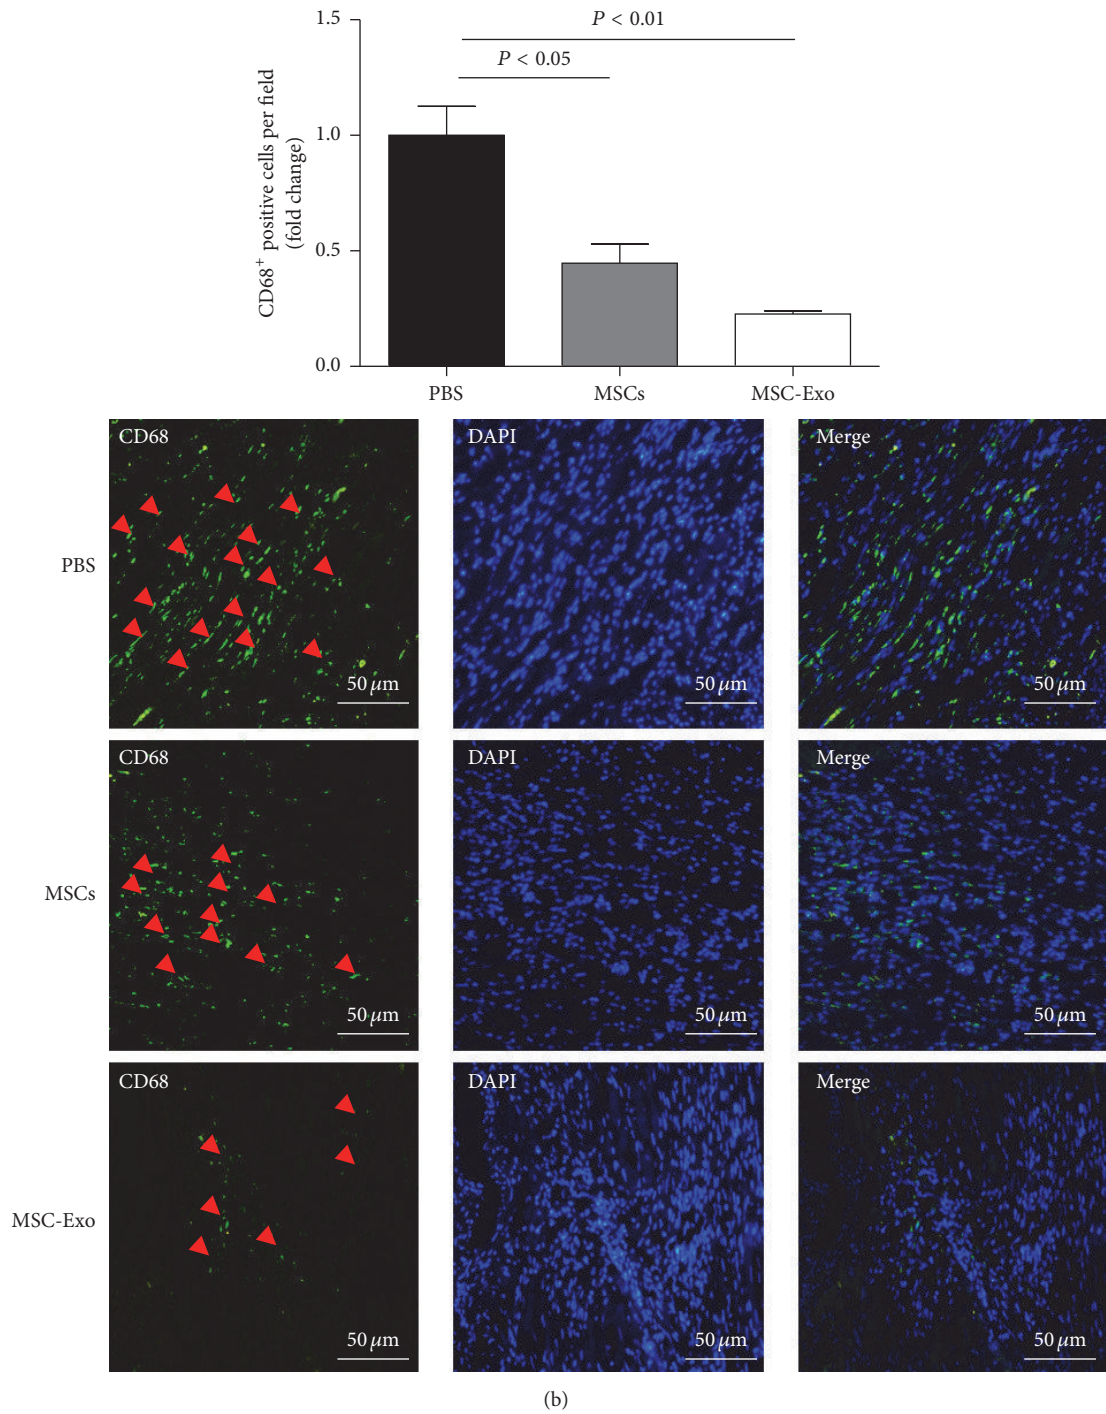 1.5
P < 0.01
P < 0.05
1.0
0.5
0.0
CD68⁺ positive cells per field
(fold change)
PBS
MSCs
MSC-Exo
CD68
DAPI
Merge
PBS
50 μm
50 μm
50 μm
CD68
DAPI
Merge
MSCs
50 μm
50 μm
50 μm
CD68
DAPI
Merge
MSC-Exo
50 μm
50 μm
50 μm
(b)